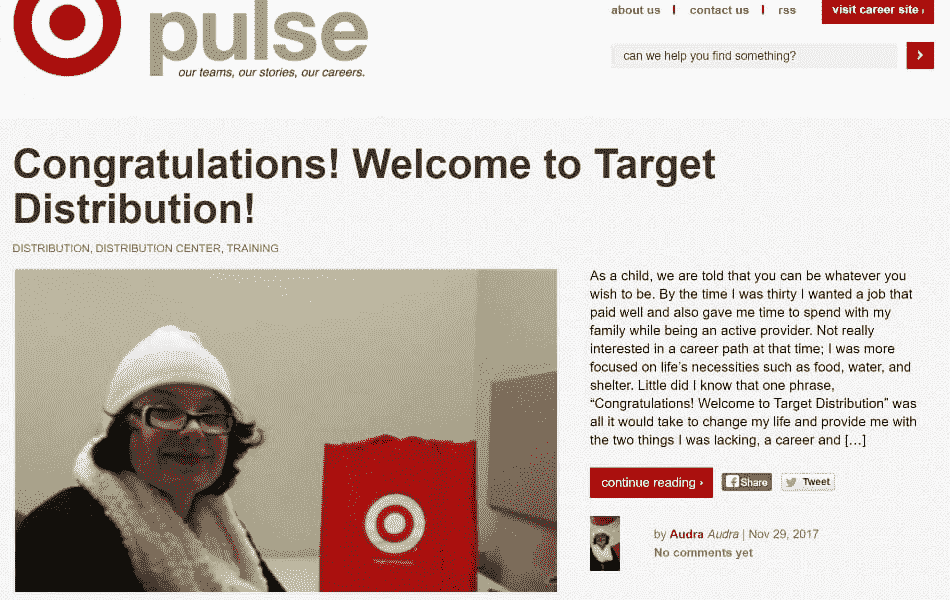 about us
contact us
rss
visit career site ›
pulse
our teams, our stories, our careers.
can we help you find something?
Congratulations! Welcome to Target
Distribution!
DISTRIBUTION, DISTRIBUTION CENTER, TRAINING
As a child, we are told that you can be whatever you
wish to be. By the time I was thirty I wanted a job that
paid well and also gave me time to spend with my
family while being an active provider. Not really
interested in a career path at that time; I was more
focused on life’s necessities such as food, water, and
shelter. Little did I know that one phrase,
“Congratulations! Welcome to Target Distribution” was
all it would take to change my life and provide me with
the two things I was lacking, a career and […]
continue reading ›
Share
Tweet
by Audra Audra | Nov 29, 2017
No comments yet